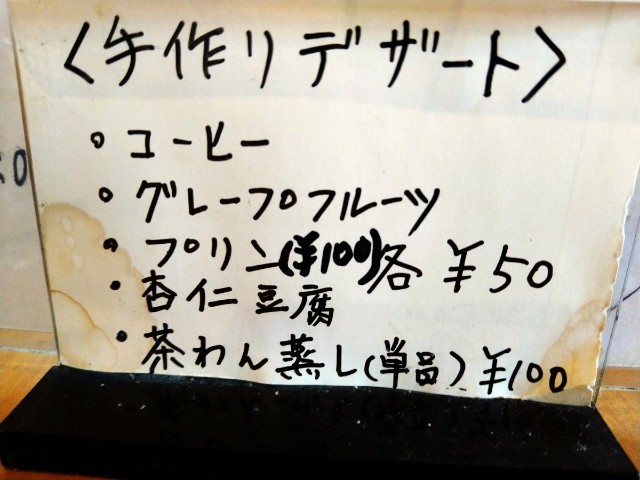 〈手作りデザート〉
・コーヒー
・グレープフルーツ
・プリン(¥100)各 ¥50
・杏仁豆腐
・茶わん蒸し(単品) ¥100